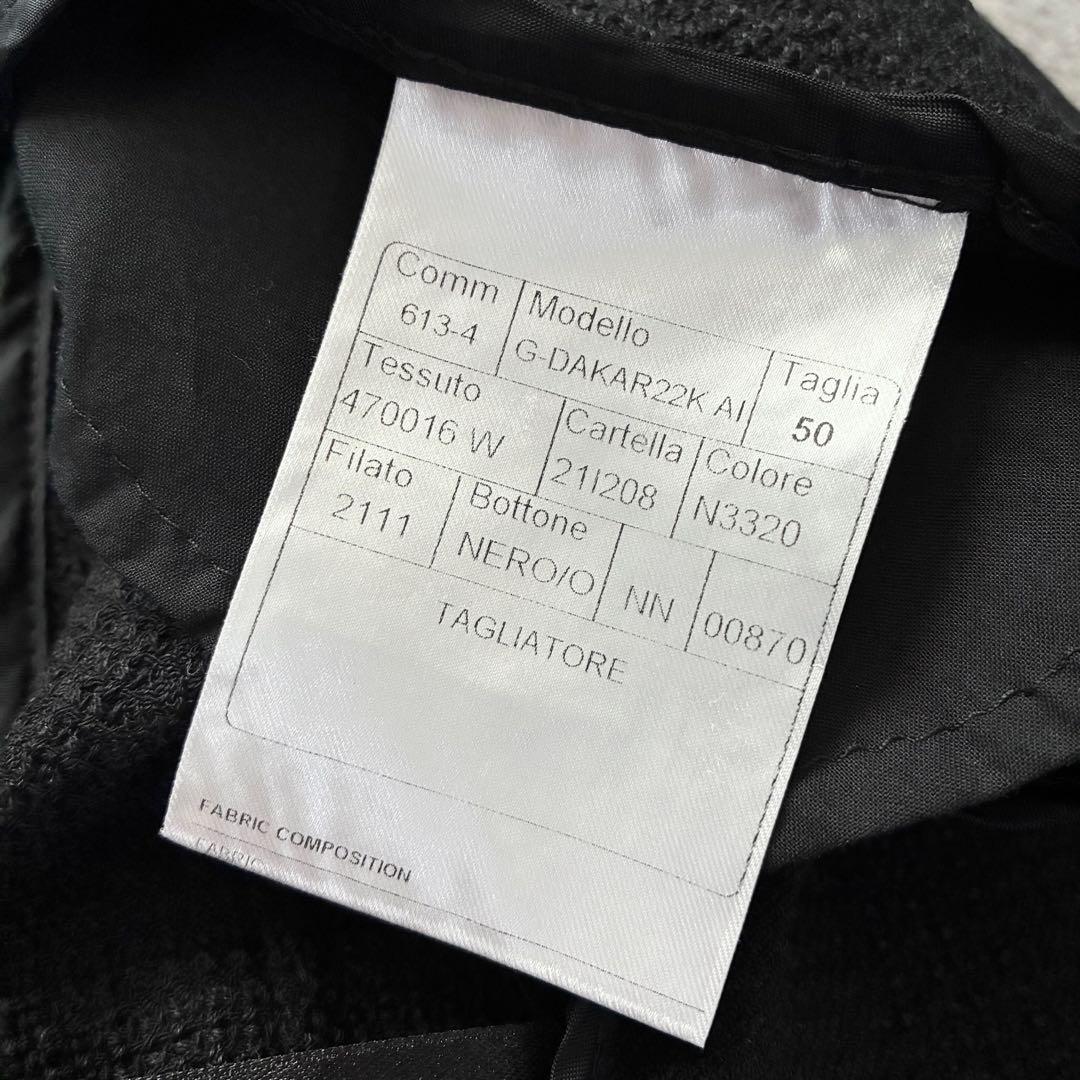 Comm Modello Taglia
613-4 G-DAKAR22K AI 50
Tessuto Cartella Colore
470016 W 21I208 N3320
Filato Bottone
2111 NERO/O NN 00870
TAGLIATORE
FABRIC COMPOSITION
FABRIC